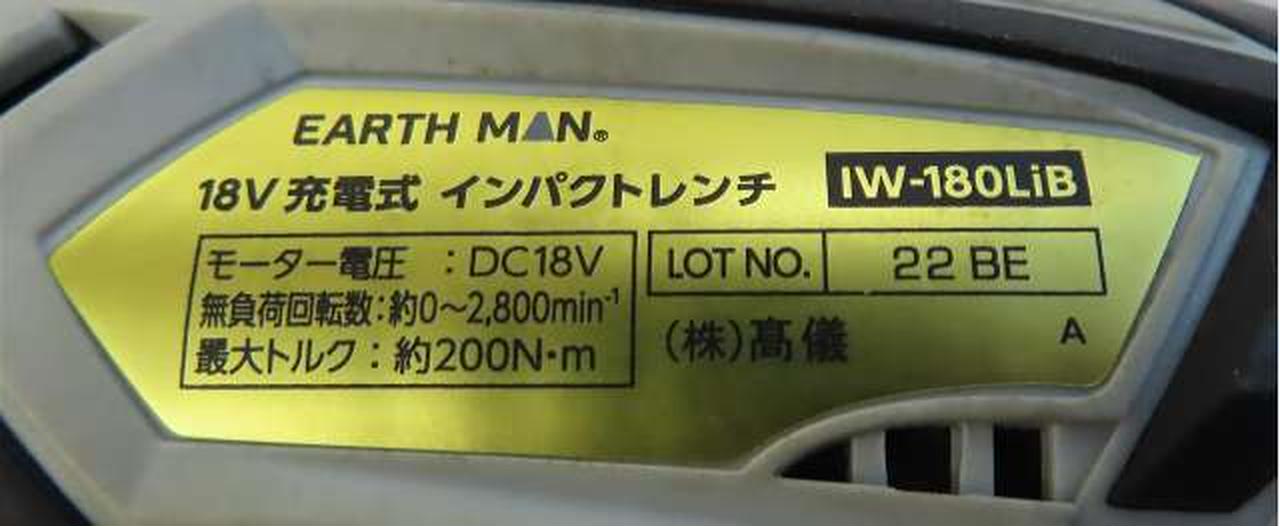 EARTH MAN®
18V 充電式 インパクトレンチ IW-180LiB
モーター電圧 : DC18V
無負荷回転数:約0～2,800min⁻¹
最大トルク:約200N・m
LOT NO. 22 BE
(株)髙儀 A